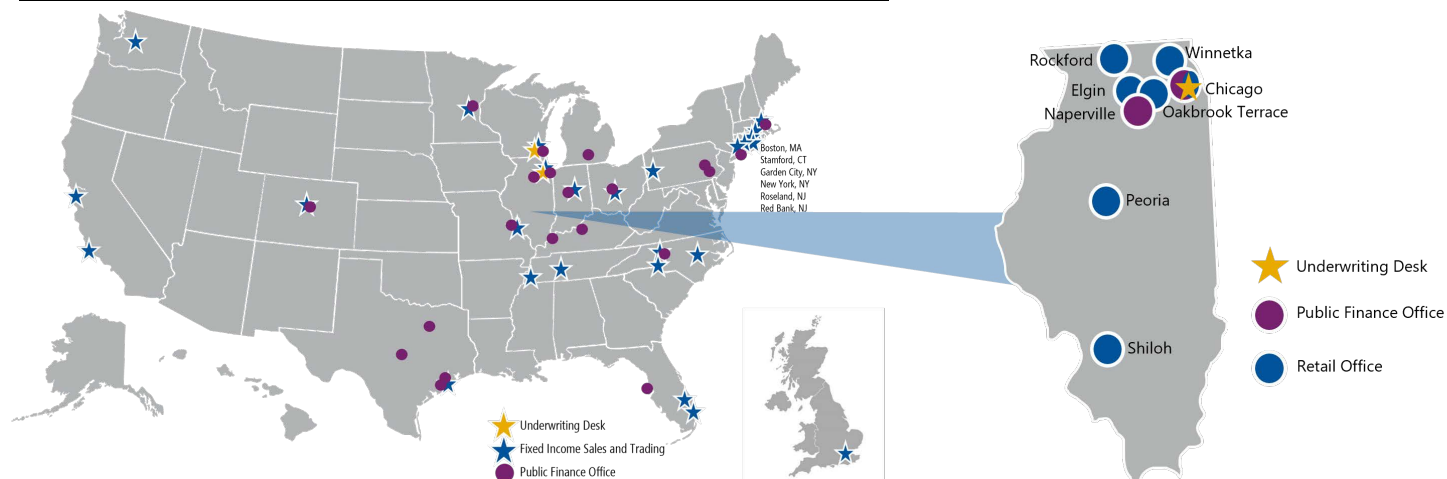 Boston, MA
Stamford, CT
Garden City, NY
New York, NY
Roseland, NJ
Red Bank, NJ
Underwriting Desk
Fixed Income Sales and Trading
Public Finance Office
Rockford
Winnetka
Elgin
Chicago
Naperville
Oakbrook Terrace
Peoria
Shiloh
Underwriting Desk
Public Finance Office
Retail Office